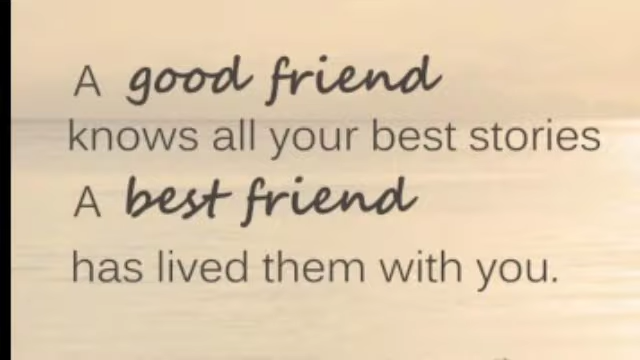 A good friend
knows all your best stories
A best friend
has lived them with you.